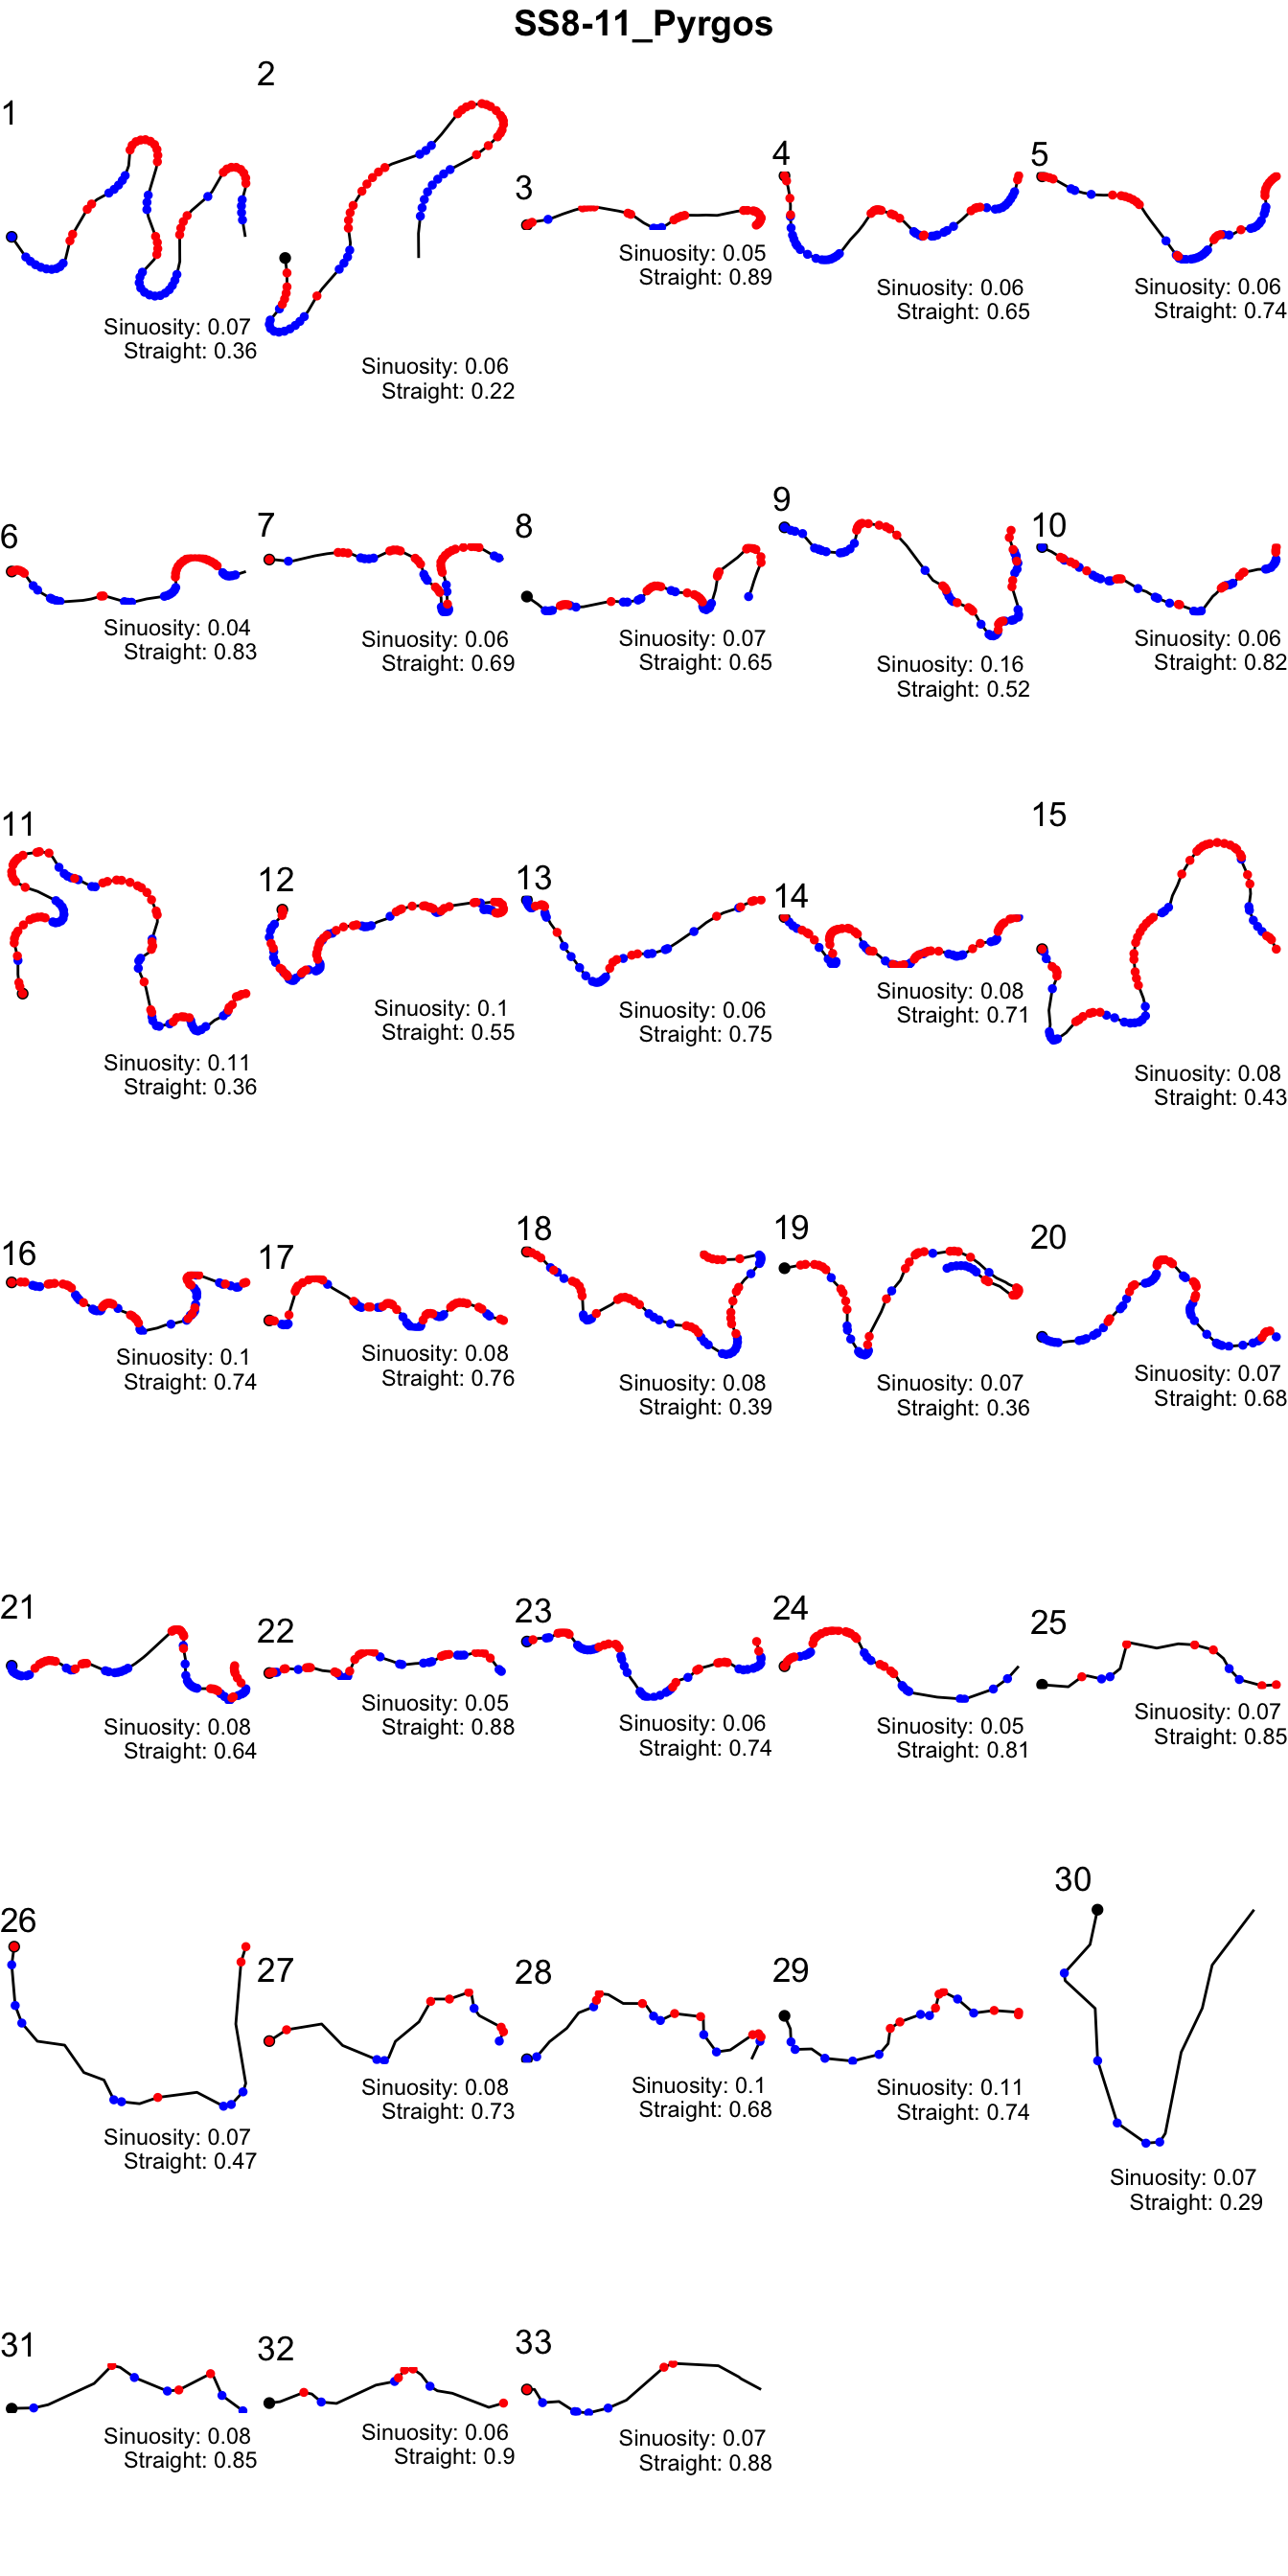 SS8-11_Pyrgos
1
Sinuosity: 0.07
Straight: 0.36
2
Sinuosity: 0.06
Straight: 0.22
3
Sinuosity: 0.05
Straight: 0.89
4
Sinuosity: 0.06
Straight: 0.65
5
Sinuosity: 0.06
Straight: 0.74
6
Sinuosity: 0.04
Straight: 0.83
7
Sinuosity: 0.06
Straight: 0.69
8
Sinuosity: 0.07
Straight: 0.65
9
Sinuosity: 0.16
Straight: 0.52
10
Sinuosity: 0.06
Straight: 0.82
11
Sinuosity: 0.11
Straight: 0.36
12
Sinuosity: 0.1
Straight: 0.55
13
Sinuosity: 0.06
Straight: 0.75
14
Sinuosity: 0.08
Straight: 0.71
15
Sinuosity: 0.08
Straight: 0.43
16
Sinuosity: 0.1
Straight: 0.74
17
Sinuosity: 0.08
Straight: 0.76
18
Sinuosity: 0.08
Straight: 0.39
19
Sinuosity: 0.07
Straight: 0.36
20
Sinuosity: 0.07
Straight: 0.68
21
Sinuosity: 0.08
Straight: 0.64
22
Sinuosity: 0.05
Straight: 0.88
23
Sinuosity: 0.06
Straight: 0.74
24
Sinuosity: 0.05
Straight: 0.81
25
Sinuosity: 0.07
Straight: 0.85
26
Sinuosity: 0.07
Straight: 0.47
27
Sinuosity: 0.08
Straight: 0.73
28
Sinuosity: 0.1
Straight: 0.68
29
Sinuosity: 0.11
Straight: 0.74
30
Sinuosity: 0.07
Straight: 0.29
31
Sinuosity: 0.08
Straight: 0.85
32
Sinuosity: 0.06
Straight: 0.9
33
Sinuosity: 0.07
Straight: 0.88